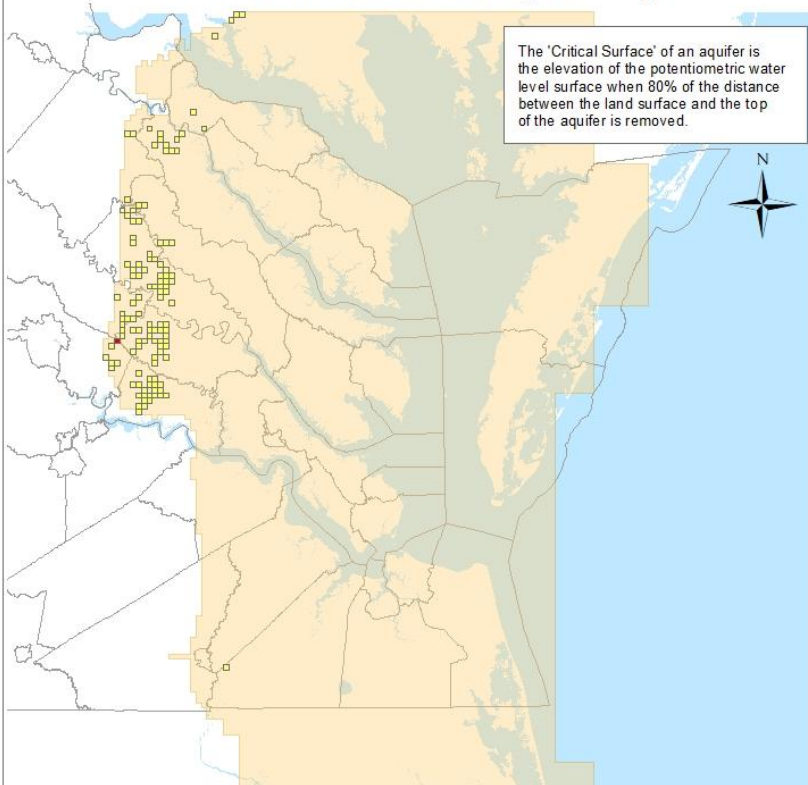 The 'Critical Surface' of an aquifer is
the elevation of the potentiometric water
level surface when 80% of the distance
between the land surface and the top
of the aquifer is removed.
N